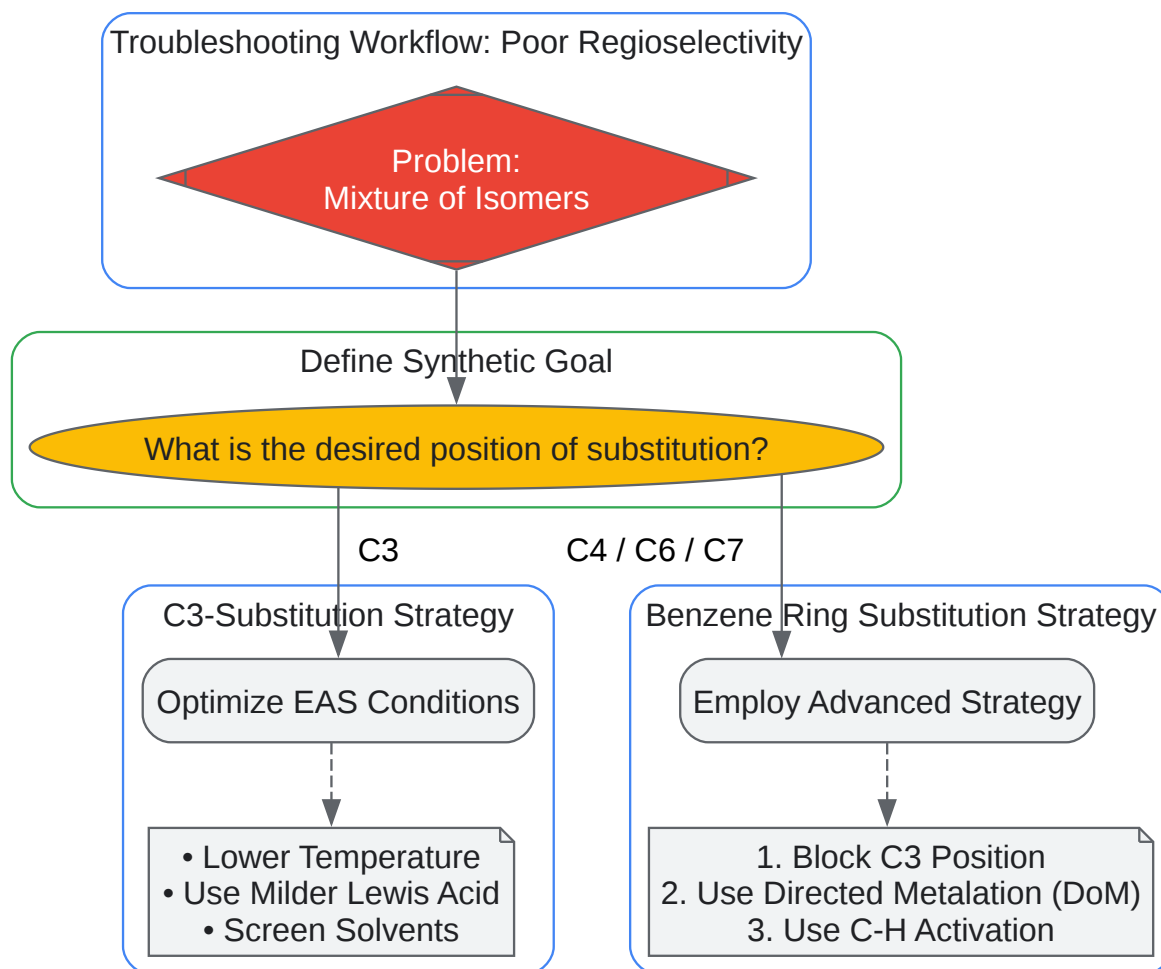 Troubleshooting Workflow: Poor Regioselectivity
Problem:
Mixture of Isomers
Define Synthetic Goal
What is the desired position of substitution?
C3
C4 / C6 / C7
C3-Substitution Strategy
Optimize EAS Conditions
• Lower Temperature
• Use Milder Lewis Acid
• Screen Solvents
Benzene Ring Substitution Strategy
Employ Advanced Strategy
1. Block C3 Position
2. Use Directed Metalation (DoM)
3. Use C-H Activation